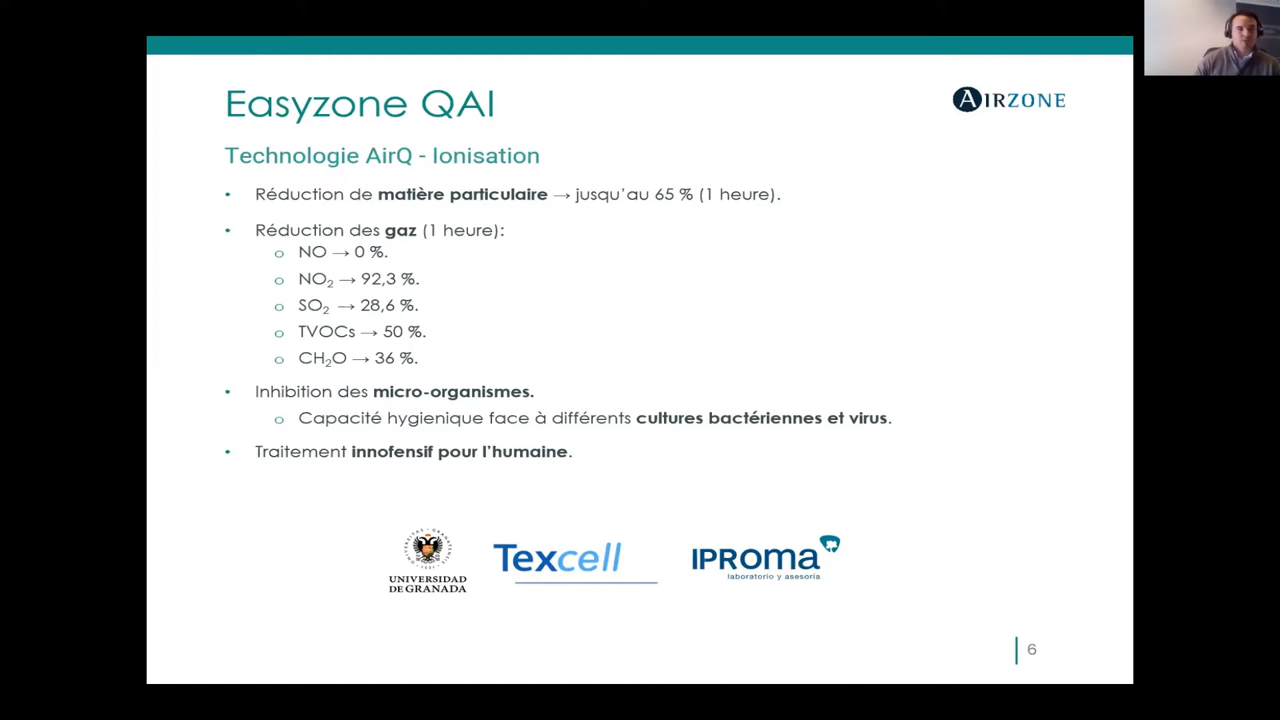 Easyzone QAI
AIRZONE
Technologie AirQ - Ionisation
• Réduction de matière particulaire → jusqu'au 65 % (1 heure).
• Réduction des gaz (1 heure):
o NO → 0 %.
o NO₂ → 92,3 %.
o SO₂ → 28,6 %.
o TVOCs → 50 %.
o CH₂O → 36 %.
• Inhibition des micro-organismes.
o Capacité hygienique face à différents cultures bactériennes et virus.
• Traitement innofensif pour l'humaine.
UNIVERSIDAD
DE GRANADA
Texcell
IPROMA
laboratorio y asesoría
6